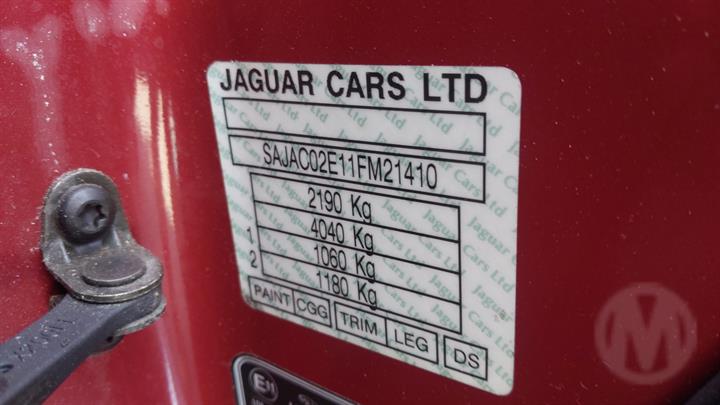 JAGUAR CARS LTD
SAJAC02E11FM21410
2190 Kg
4040 Kg
1 1060 Kg
2 1180 Kg
PAINT CGG TRIM LEG DS
E11
M